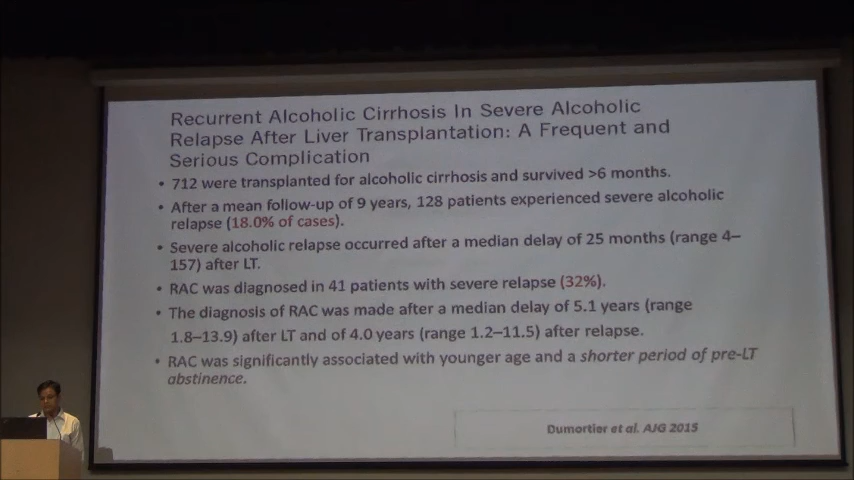 Recurrent Alcoholic Cirrhosis In Severe Alcoholic
Relapse After Liver Transplantation: A Frequent and
Serious Complication
• 712 were transplanted for alcoholic cirrhosis and survived >6 months.
• After a mean follow-up of 9 years, 128 patients experienced severe alcoholic
relapse (18.0% of cases).
• Severe alcoholic relapse occurred after a median delay of 25 months (range 4–
157) after LT.
• RAC was diagnosed in 41 patients with severe relapse (32%).
• The diagnosis of RAC was made after a median delay of 5.1 years (range
1.8–13.9) after LT and of 4.0 years (range 1.2–11.5) after relapse.
• RAC was significantly associated with younger age and a shorter period of pre-LT
abstinence.
Dumortier et al. AJG 2015